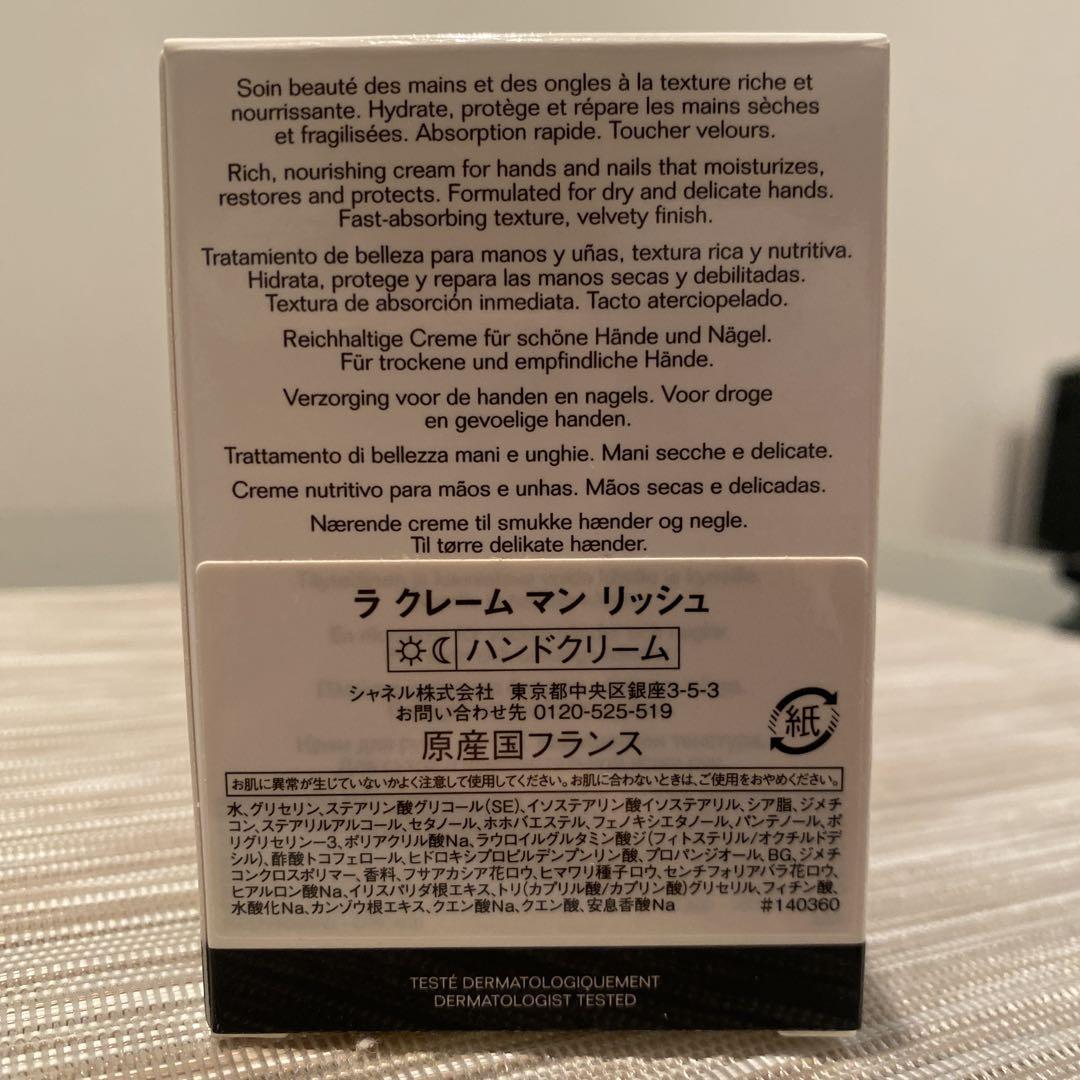 Soin beauté des mains et des ongles à la texture riche et
nourrissante. Hydrate, protège et répare les mains sèches
et fragilisées. Absorption rapide. Toucher velours.
Rich, nourishing cream for hands and nails that moisturizes,
restores and protects. Formulated for dry and delicate hands.
Fast-absorbing texture, velvety finish.
Tratamiento de belleza para manos y uñas, textura rica y nutritiva.
Hidrata, protege y repara las manos secas y debilitadas.
Textura de absorción inmediata. Tacto aterciopelado.
Reichhaltige Creme für schöne Hände und Nägel.
Für trockene und empfindliche Hände.
Verzorging voor de handen en nagels. Voor droge
en gevoelige handen.
Trattamento di bellezza mani e unghie. Mani secche e delicate.
Creme nutritivo para mãos e unhas. Mãos secas e delicadas.
Nærende creme til smukke hænder og negle.
Til tørre delikate hænder.
ラ クレーム マン リッシュ
ハンドクリーム
シャネル株式会社 東京都中央区銀座3-5-3
お問い合わせ先 0120-525-519
紙
原産国フランス
お肌に異常が生じていないかよく注意して使用してください。お肌に合わないときは、ご使用をおやめください。
水、グリセリン、ステアリン酸グリコール(SE)、イソステアリン酸イソステアリル、シア脂、ジメチ
コン、ステアリルアルコール、セタノール、ホホバエステル、フェノキシエタノール、パンテノール、ポ
リグリセリン-3、ポリアクリル酸Na、ラウロイルグルタミン酸ジ(フィトステリル/オクチルドデ
シル)、酢酸トコフェロール、ヒドロキシプロピルデンプンリン酸、プロパンジオール、BG、ジメチ
コンクロスポリマー、香料、フサアカシア花ロウ、ヒマワリ種子ロウ、センチフォリアバラ花ロウ、
ヒアルロン酸Na、イリスパリダ根エキス、トリ(カプリル酸/カプリン酸)グリセリル、フィチン酸、
水酸化Na、カンゾウ根エキス、クエン酸Na、クエン酸、安息香酸Na #140360
TESTÉ DERMATOLOGIQUEMENT
DERMATOLOGIST TESTED